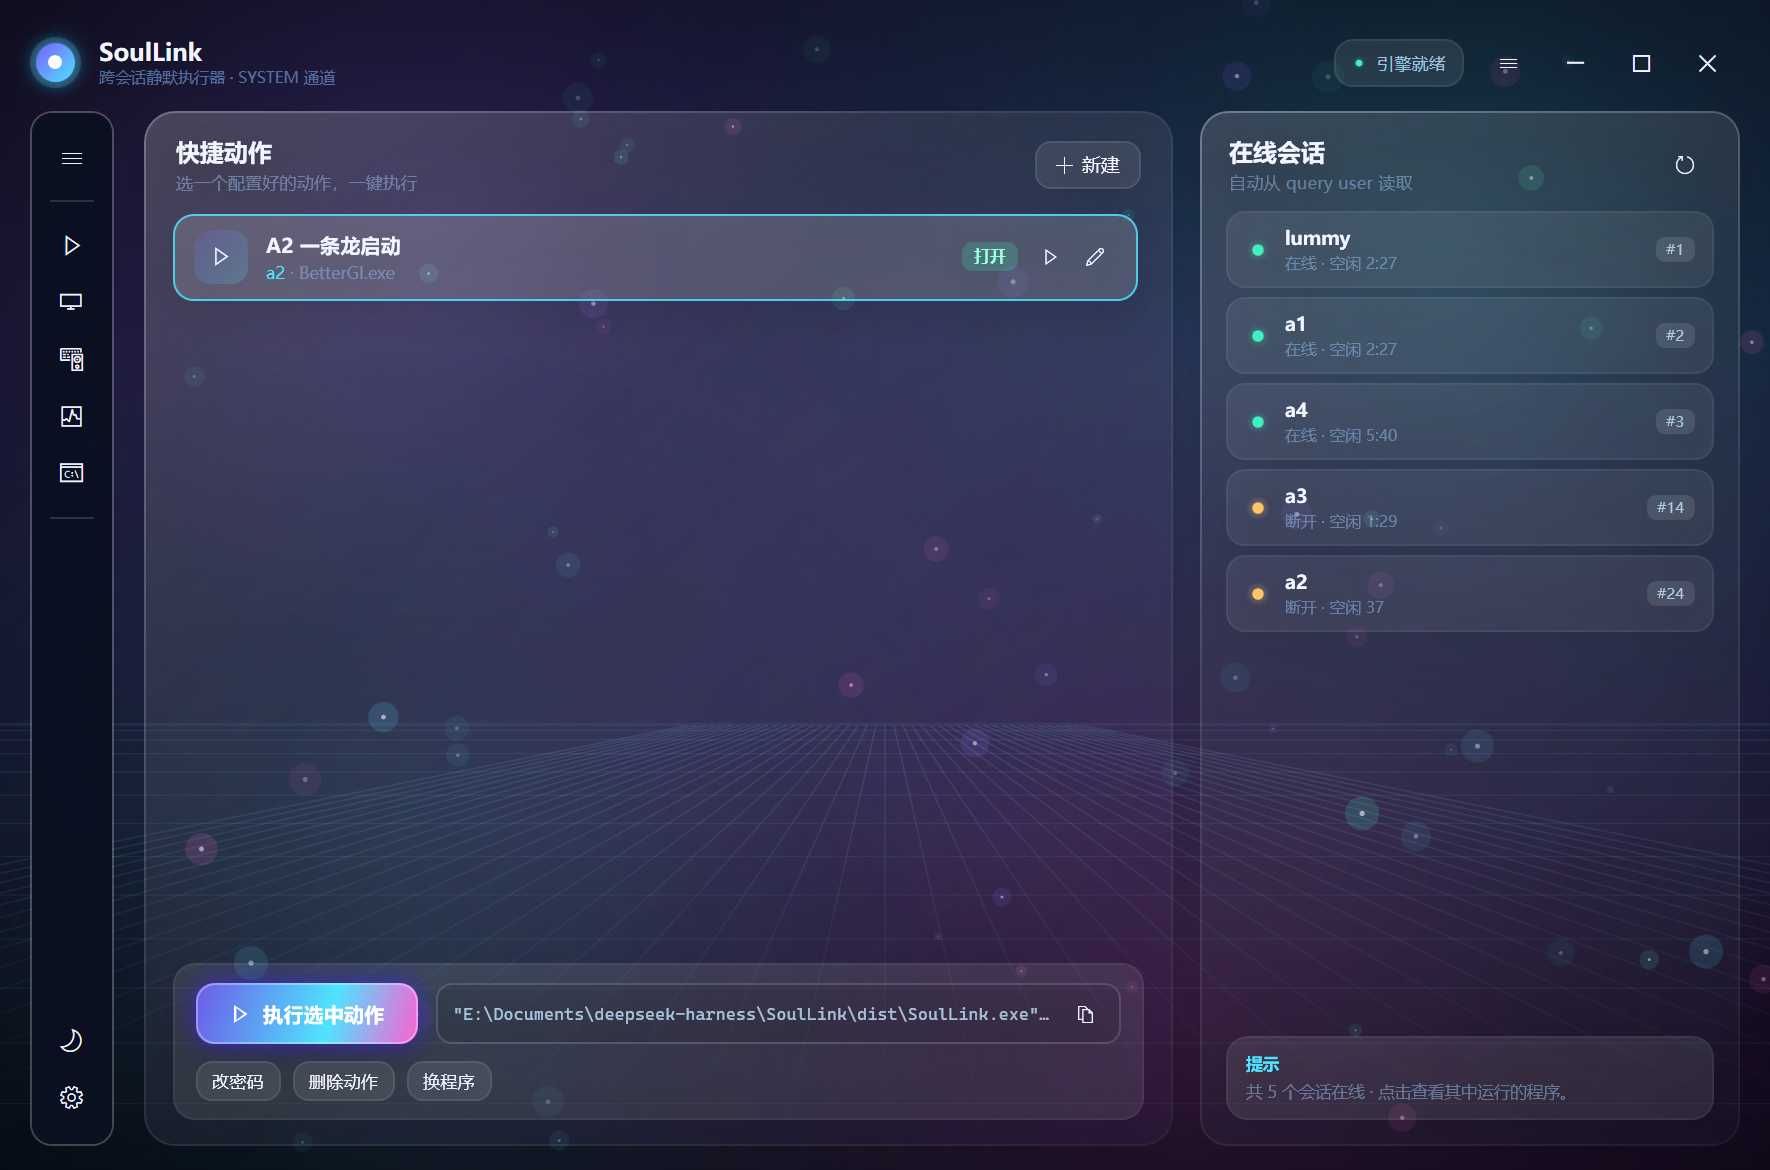 SoulLink
跨会话静默执行器 · SYSTEM 通道
引擎就绪
快捷动作
选一个配置好的动作，一键执行
新建
A2 一条龙启动
a2 · BetterGI.exe
打开
C:\
执行选中动作
"E:\Documents\deepseek-harness\SoulLink\dist\SoulLink.exe"…
改密码
删除动作
换程序
在线会话
自动从 query user 读取
lummy
在线 · 空闲 2:27
#1
a1
在线 · 空闲 2:27
#2
a4
在线 · 空闲 5:40
#3
a3
断开 · 空闲 1:29
#14
a2
断开 · 空闲 37
#24
提示
共 5 个会话在线 · 点击查看其中运行的程序。